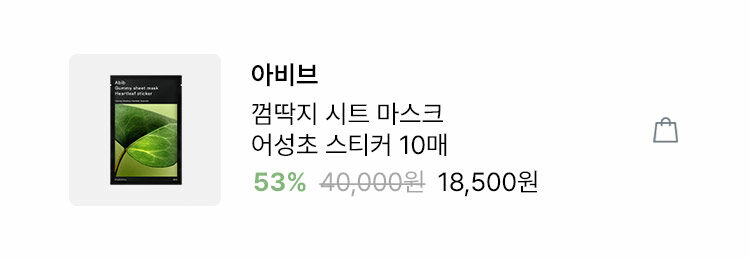 Abib
Gummy sheet mask
Heartleaf sticker
아비브
껌딱지 시트 마스크
어성초 스티커 10매
53% 40,000원 18,500원